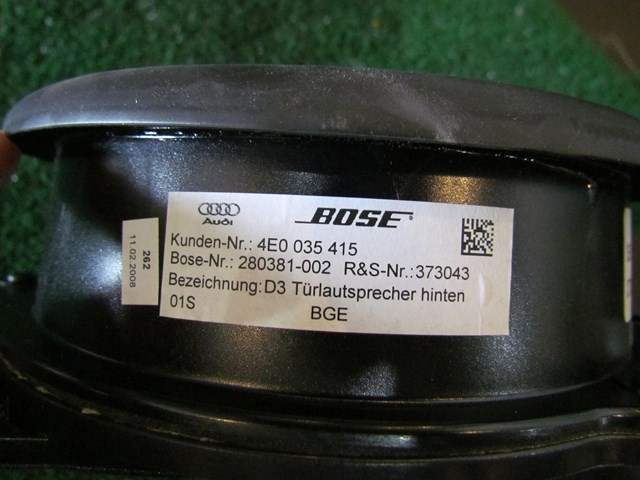 Audi
BOSE
Kunden-Nr.: 4E0 035 415
Bose-Nr.: 280381-002 R&S-Nr.:373043
Bezeichnung:D3 Türlautsprecher hinten
01S BGE
262
11.02.2008